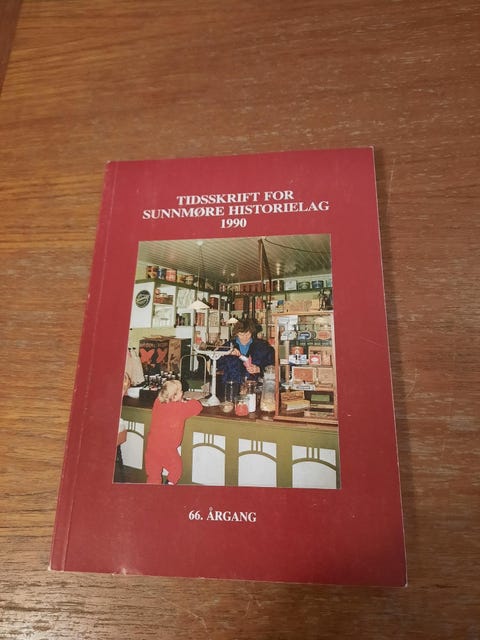 TIDSSKRIFT FOR
SUNNMØRE HISTORIELAG
1990
66. ÅRGANG